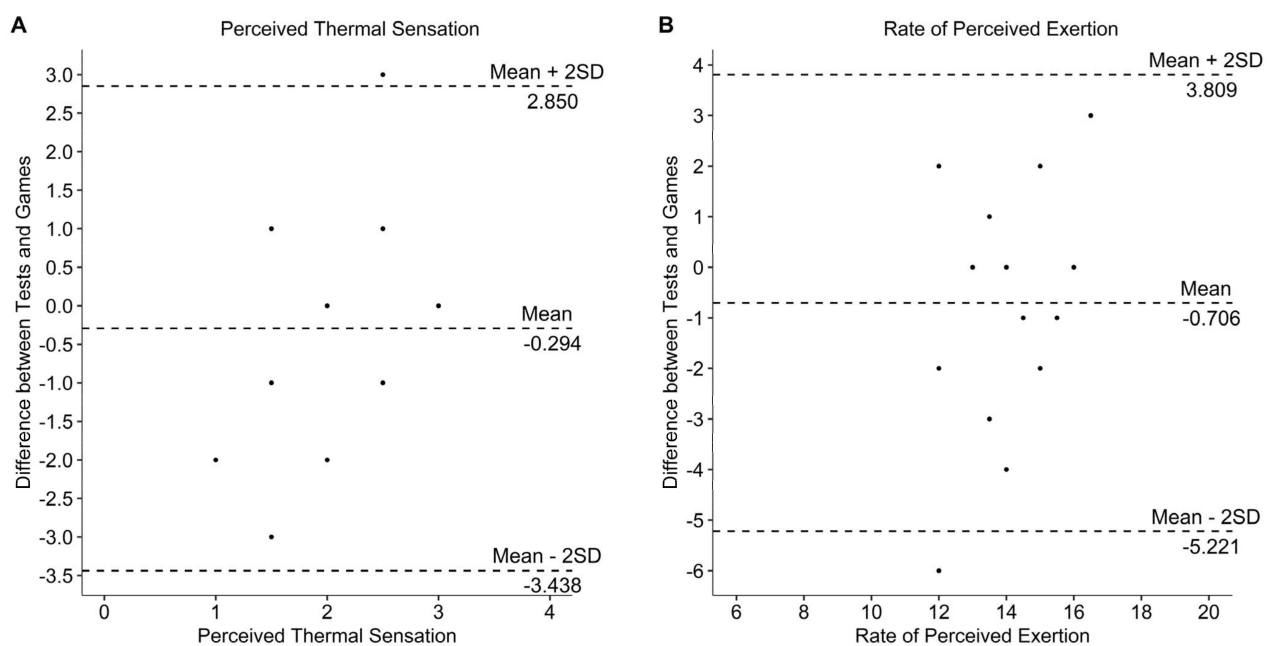 A
Perceived Thermal Sensation
Difference between Tests and Games
3.0
2.5
2.0
1.5
1.0
0.5
0.0
-0.5
-1.0
-1.5
-2.0
-2.5
-3.0
-3.5
Mean + 2SD
2.850
Mean
-0.294
Mean - 2SD
-3.438
0 1 2 3 4
Perceived Thermal Sensation
B
Rate of Perceived Exertion
Difference between Tests and Games
4
3
2
1
0
-1
-2
-3
-4
-5
-6
Mean + 2SD
3.809
Mean
-0.706
Mean - 2SD
-5.221
6 8 10 12 14 16 18 20
Rate of Perceived Exertion